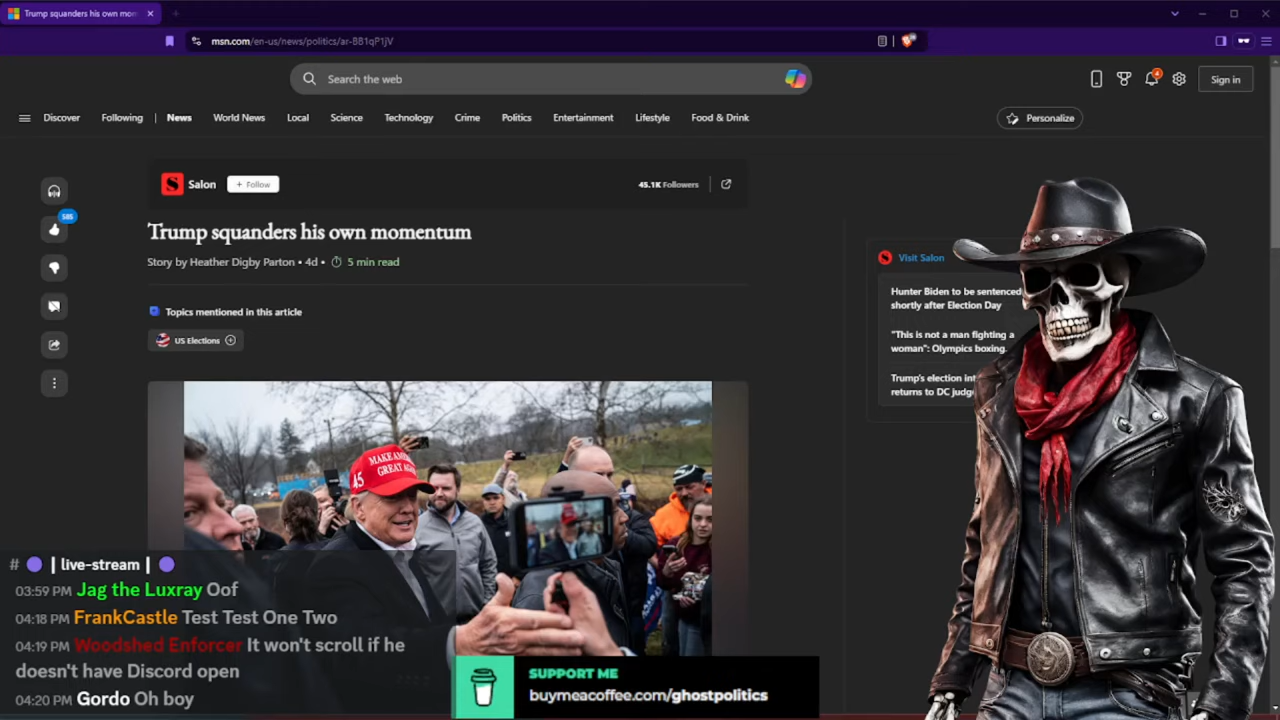 Trump squanders his own mom
msn.com/en-us/news/politics/ar-BB1qP1jV
Search the web
4
Sign in
Discover
Following
News
World News
Local
Science
Technology
Crime
Politics
Entertainment
Lifestyle
Food & Drink
Personalize
S Salon
+ Follow
45.1K Followers
585
Trump squanders his own momentum
Story by Heather Digby Parton • 4d • 5 min read
Topics mentioned in this article
US Elections
S Visit Salon
Hunter Biden to be sentenced
shortly after Election Day
"This is not a man fighting a
woman": Olympics boxing,
Trump's election int
returns to DC judg
45
# | live-stream |
03:59 PM Jag the Luxray Oof
04:18 PM FrankCastle Test Test One Two
04:19 PM Woodshed Enforcer It won't scroll if he
doesn't have Discord open
04:20 PM Gordo Oh boy
SUPPORT ME
buymeacoffee.com/ghostpolitics